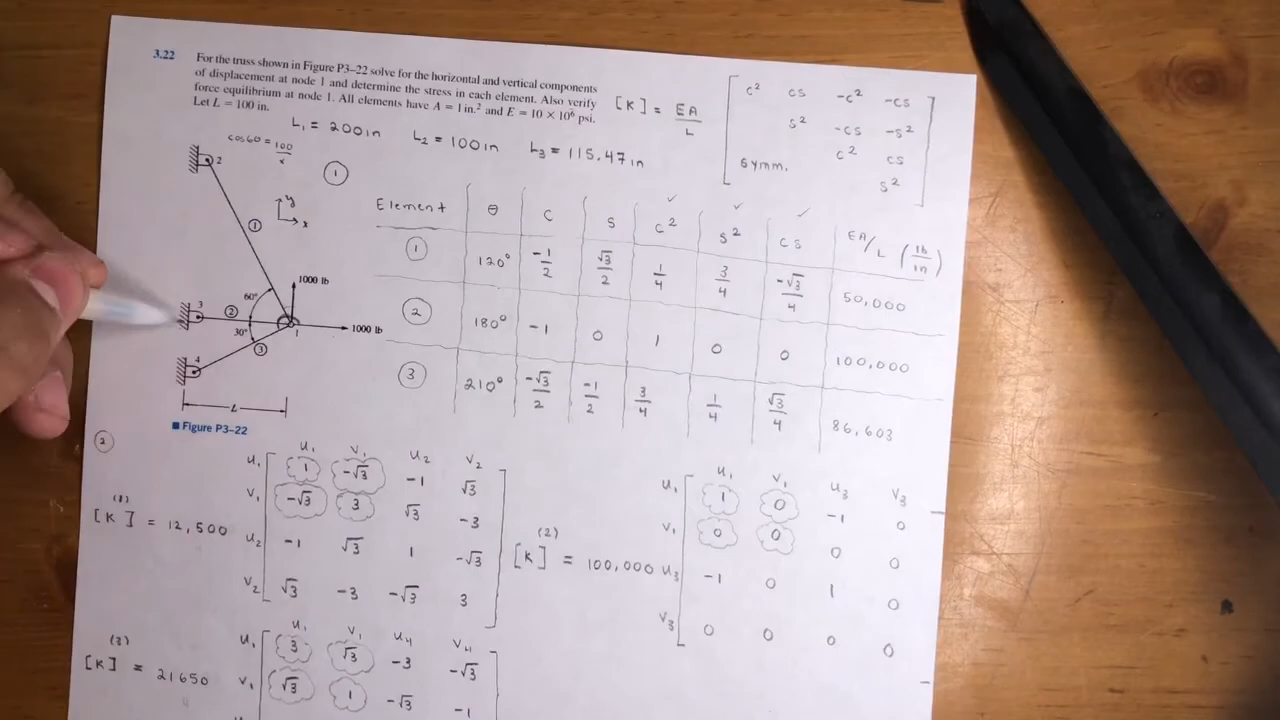 3.22 For the truss shown in Figure P3–22 solve for the horizontal and vertical components
of displacement at node 1 and determine the stress in each element. Also verify
force equilibrium at node 1. All elements have A = 1 in.² and E = 10 × 10⁶ psi.
Let L = 100 in.
[K] = EA/L
c² cs -c² -cs
s² -cs -s²
symm. c² cs
s²
L₁ = 200in L₂ = 100in L₃ = 115.47in
cos60 = 100/x
1
2
y
x
1
1000 lb
60°
3
2
30°
1
1000 lb
4
3
L
Figure P3–22
Element θ C S C² S² CS EA/L (lb/in)
1 120° -1/2 √3/2 1/4 3/4 -√3/4 50,000
2 180° -1 0 1 0 0 100,000
3 210° -√3/2 -1/2 3/4 1/4 √3/4 86,603
2
u₁ v₁ u₂ v₂
u₁ 1 -√3 -1 √3
v₁ -√3 3 √3 -3
[K]⁽¹⁾ = 12,500
u₂ -1 √3 1 -√3
v₂ √3 -3 -√3 3
u₁ v₁ u₃ v₃
u₁ 1 0 -1 0
v₁ 0 0 0 0
[K]⁽²⁾ = 100,000
u₃ -1 0 1 0
v₃ 0 0 0 0
u₁ v₁ u₄ v₄
u₁ 3 √3 -3 -√3
[K]⁽³⁾ = 21650
v₁ √3 1 -√3 -1